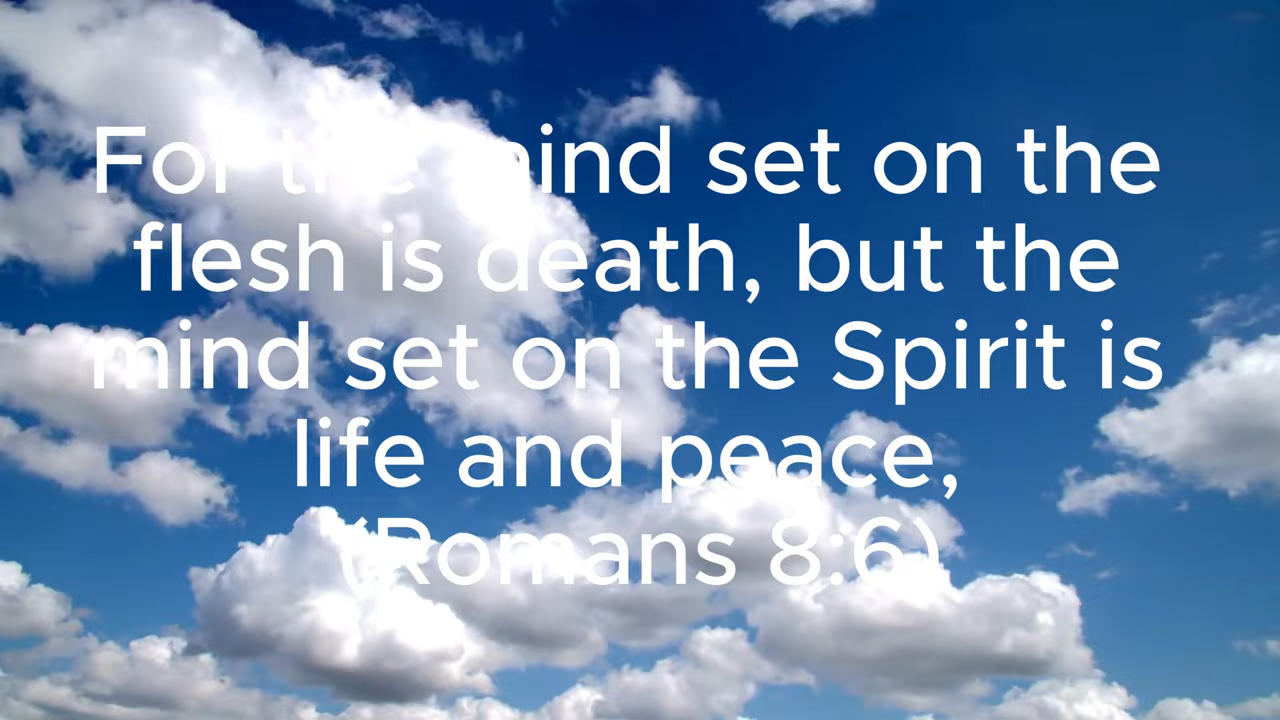 For the mind set on the
flesh is death, but the
mind set on the Spirit is
life and peace,
(Romans 8:6)